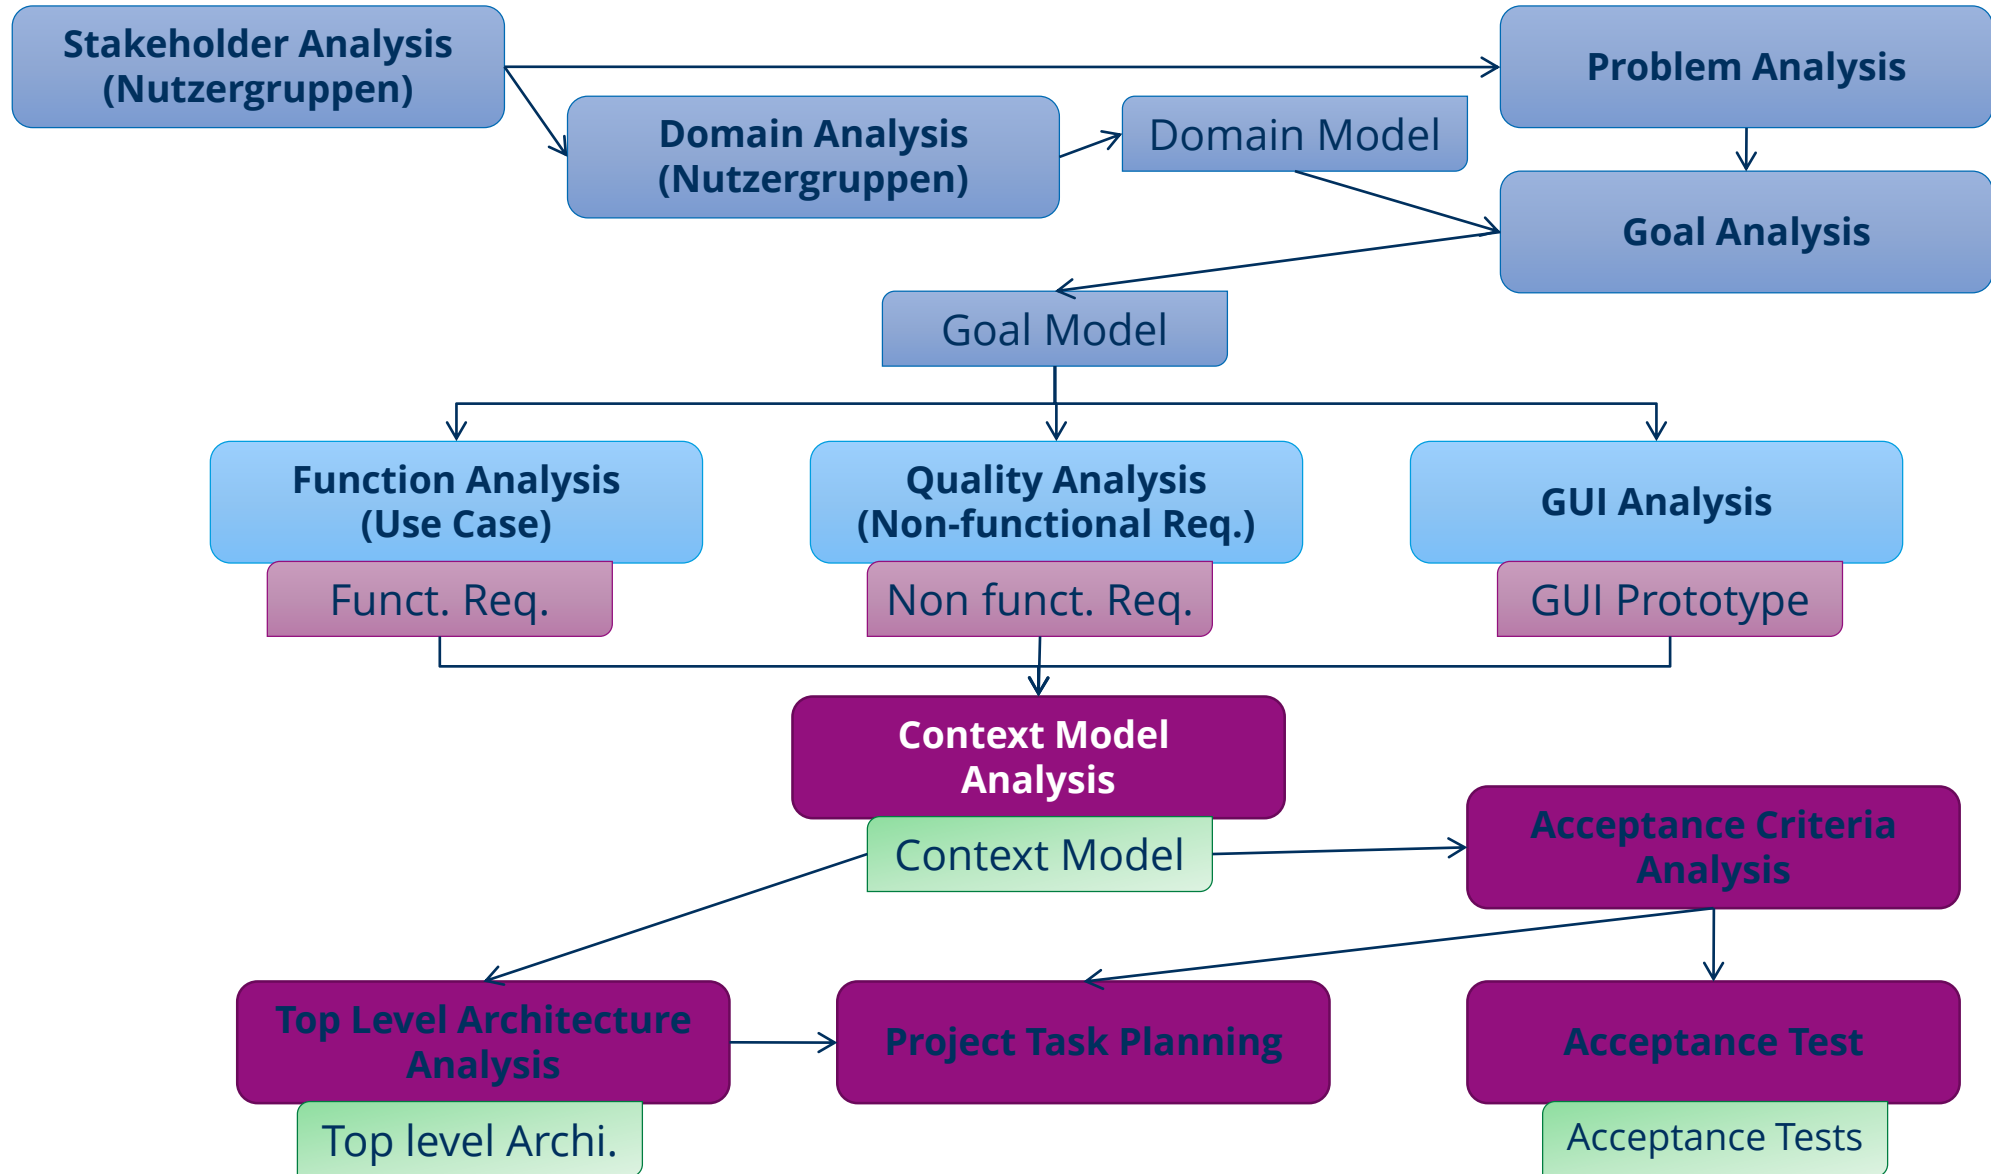 Stakeholder Analysis
(Nutzergruppen)
Problem Analysis
Domain Analysis
(Nutzergruppen)
Domain Model
Goal Analysis
Goal Model
Function Analysis
(Use Case)
Quality Analysis
(Non-functional Req.)
GUI Analysis
Funct. Req.
Non funct. Req.
GUI Prototype
Context Model
Analysis
Context Model
Acceptance Criteria
Analysis
Top Level Architecture
Analysis
Project Task Planning
Acceptance Test
Top level Archi.
Acceptance Tests